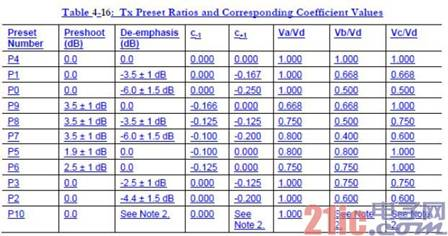 Table 4-16: Tx Preset Ratios and Corresponding Coefficient Values
Preset Number Preshoot (dB) De-emphasis (dB) c-1 c+1 Va/Vd Vb/Vd Vc/Vd
P4 0.0 0.0 0.000 0.000 1.000 1.000 1.000
P1 0.0 -3.5 ± 1 dB 0.000 -0.167 1.000 0.668 0.668
P0 0.0 -6.0 ± 1.5 dB 0.000 -0.250 1.000 0.500 0.500
P9 3.5 ± 1 dB 0.0 -0.166 0.000 0.668 0.668 1.000
P8 3.5 ± 1 dB -3.5 ± 1 dB -0.125 -0.125 0.750 0.500 0.750
P7 3.5 ± 1 dB -6.0 ± 1.5 dB -0.100 -0.200 0.800 0.400 0.600
P5 1.9 ± 1 dB 0.0 -0.100 0.000 0.800 0.800 1.000
P6 2.5 ± 1 dB 0.0 -0.125 0.000 0.750 0.750 1.000
P3 0.0 -2.5 ± 1 dB 0.000 -0.125 1.000 0.750 0.750
P2 0.0 -4.4 ± 1.5 dB 0.000 -0.200 1.000 0.600 0.600
P10 0.0 See Note 2. 0.000 See Note 2. 1.000 See Note 2. See Note 2.
21ic.com